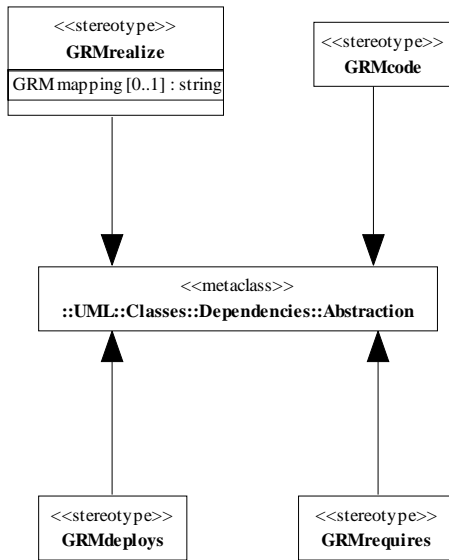 <<stereotype>>
GRMrealize
GRM mapping [0..1] : string
<<stereotype>>
GRMcode
<<metaclass>>
::UML::Classes::Dependencies::Abstraction
<<stereotype>>
GRMdeploys
<<stereotype>>
GRMrequires